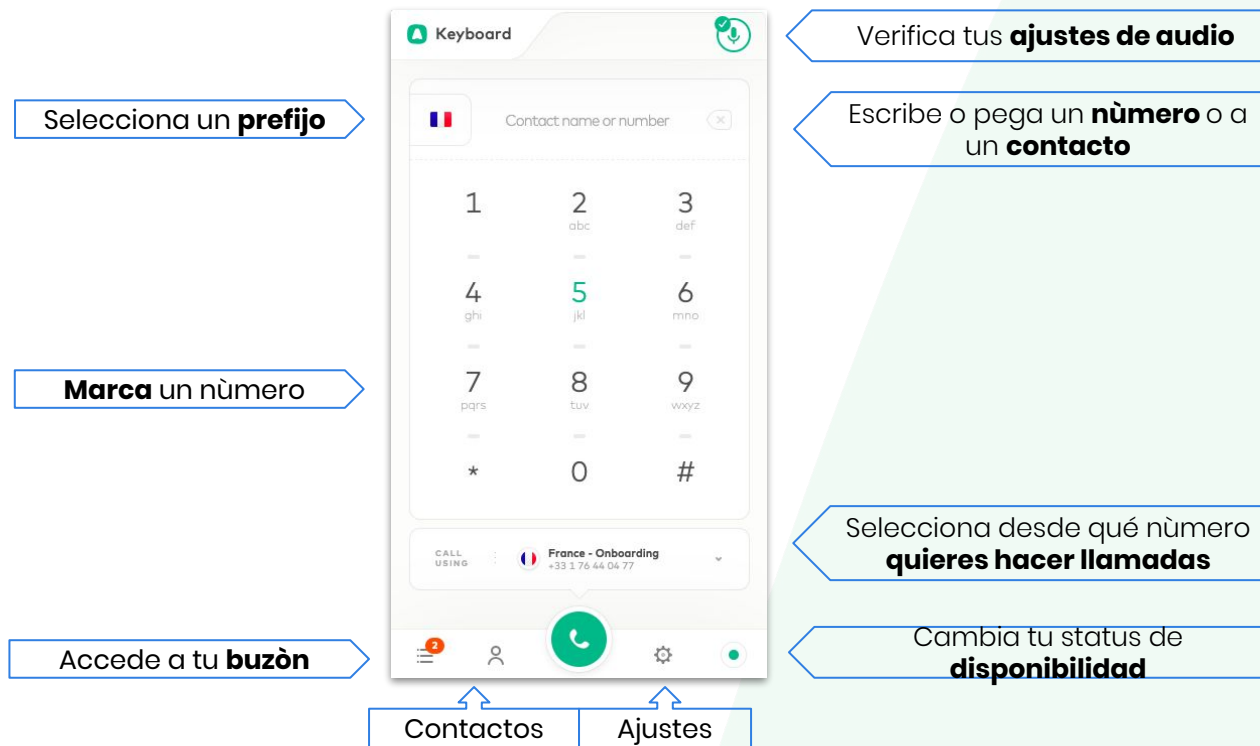 Keyboard
Verifica tus ajustes de audio
Selecciona un prefijo
Contact name or number
Escribe o pega un nùmero o a
un contacto
1 2 3
abc def
4 5 6
ghi jkl mno
Marca un nùmero
7 8 9
pqrs tuv wxyz
* 0 #
Selecciona desde qué nùmero
quieres hacer llamadas
CALL
USING
France - Onboarding
+33 1 76 44 04 77
2
Accede a tu buzòn
Cambia tu status de
disponibilidad
Contactos
Ajustes